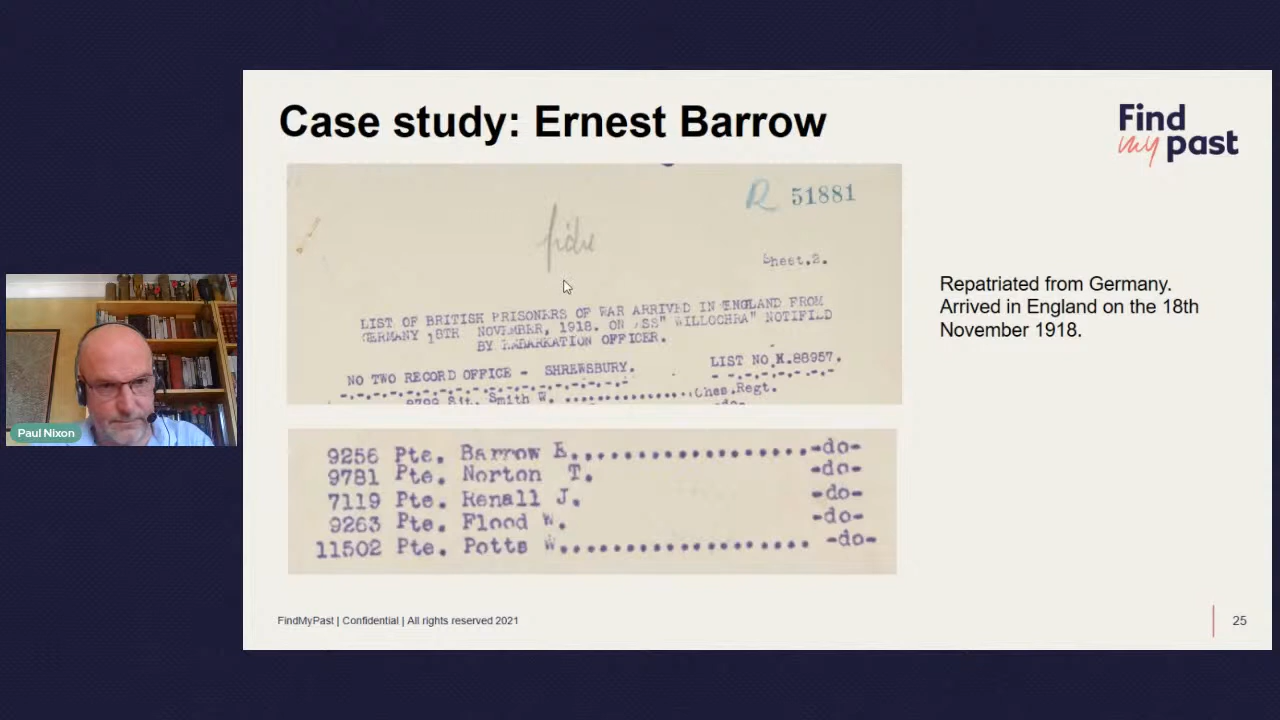 Case study: Ernest Barrow
Find
my past
R 51881
Sheet.2.
LIST OF BRITISH PRISONERS OF WAR ARRIVED IN ENGLAND FROM
GERMANY 18TH NOVEMBER, 1918. ON "SS" WILLOCHRA" NOTIFIED
BY EMBARKATION OFFICER.
NO TWO RECORD OFFICE - SHREWSBURY.
LIST NO.M.88957.
Sjt. Smith W. ..................Ches.Regt.
9256 Pte. Barrow E...................-do-
9781 Pte. Norton T. -do-
7119 Pte. Renall J. -do-
9263 Pte. Flood W. -do-
11502 Pte. Potts W.................... -do-
Repatriated from Germany.
Arrived in England on the 18th
November 1918.
Paul Nixon
FindMyPast | Confidential | All rights reserved 2021
25